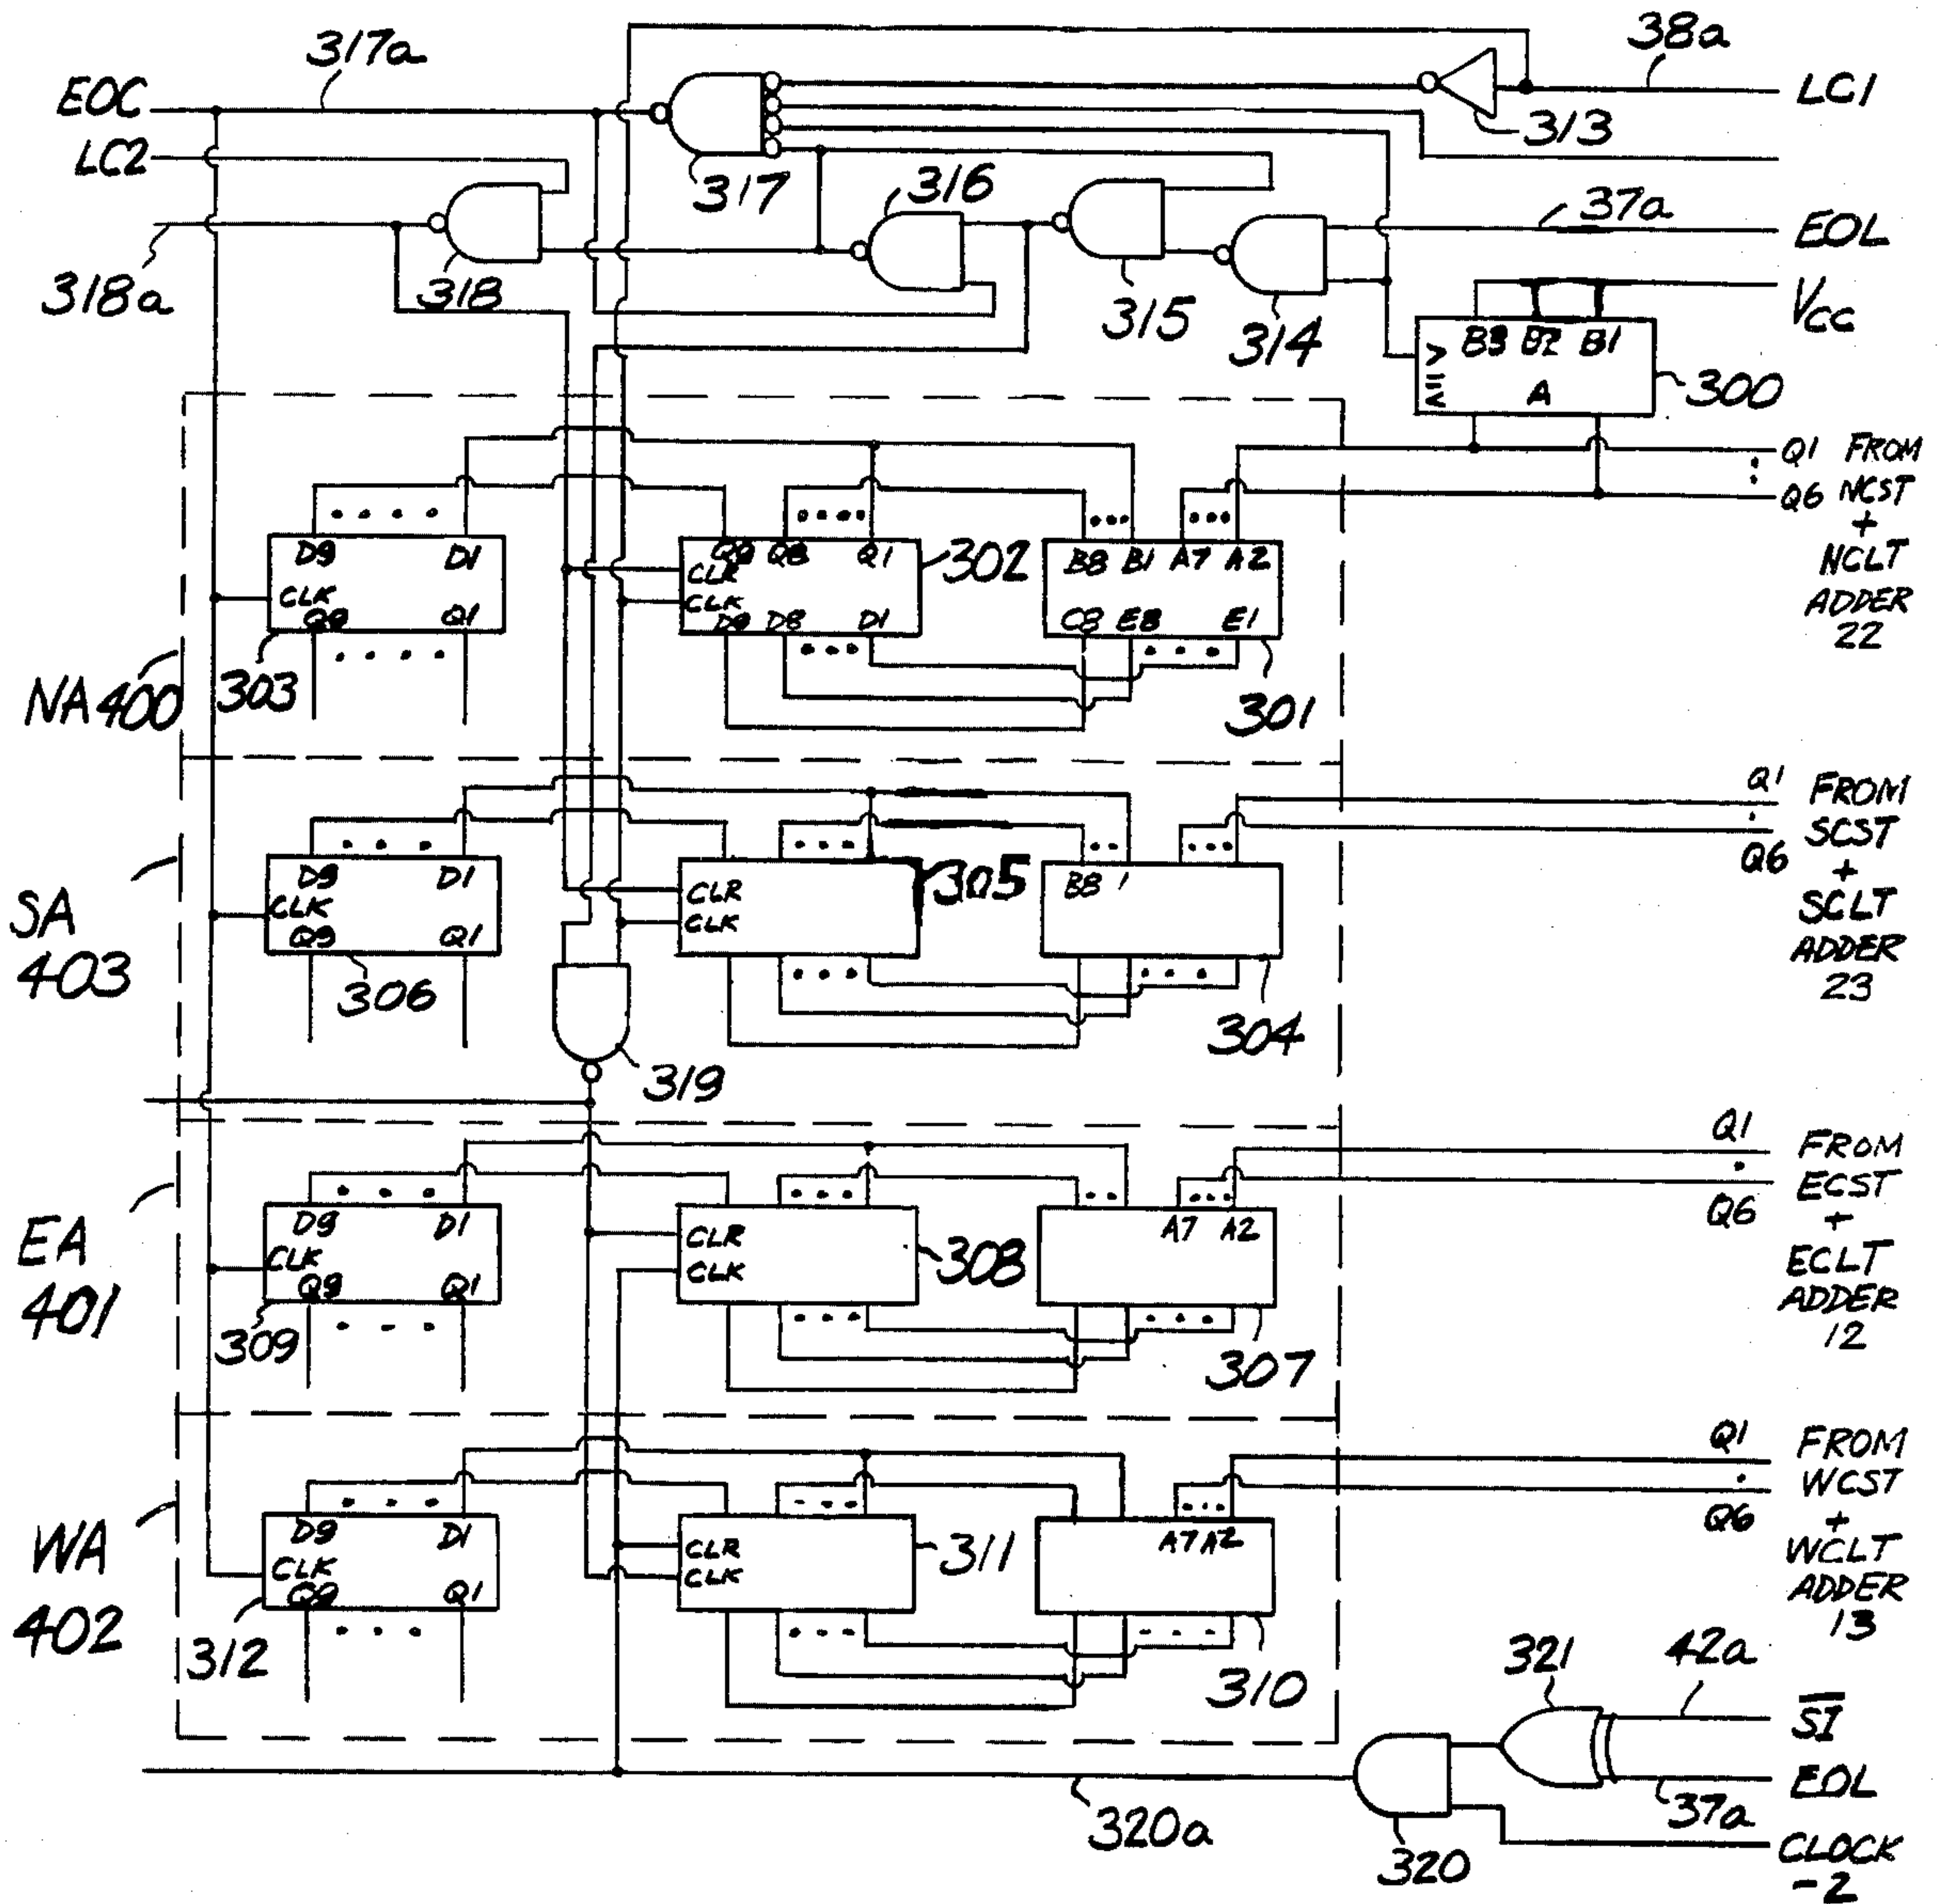 317a
38a
EOC
LC1
313
LC2
317
316
37a
EOL
318a
318
315
314
VCC
B3 B2 B1
>
=
<
A
300
Q1 FROM
Q6 NCST
+
NCLT
ADDER
22
D9 D1
CLK
Q9 Q1
303
Q9 Q8 Q1
CLR
CLK
D9 D8 D1
302
B8 B1 A7 A2
C8 E8 E1
301
NA 400
Q1 FROM
SCST
Q6 +
SCLT
ADDER
23
D9 D1
CLK
Q9 Q1
306
CLR
CLK
305
B8 1
304
SA
403
319
Q1 FROM
ECST
Q6 +
ECLT
ADDER
12
D9 D1
CLK
Q9 Q1
309
CLR
CLK
308
A7 A2
307
EA
401
Q1 FROM
WCST
Q6 +
WCLT
ADDER
13
D9 D1
CLK
Q9 Q1
312
CLR
CLK
311
A7 A2
310
WA
402
321
42a
SI
EOL
37a
320a
320
CLOCK
-2